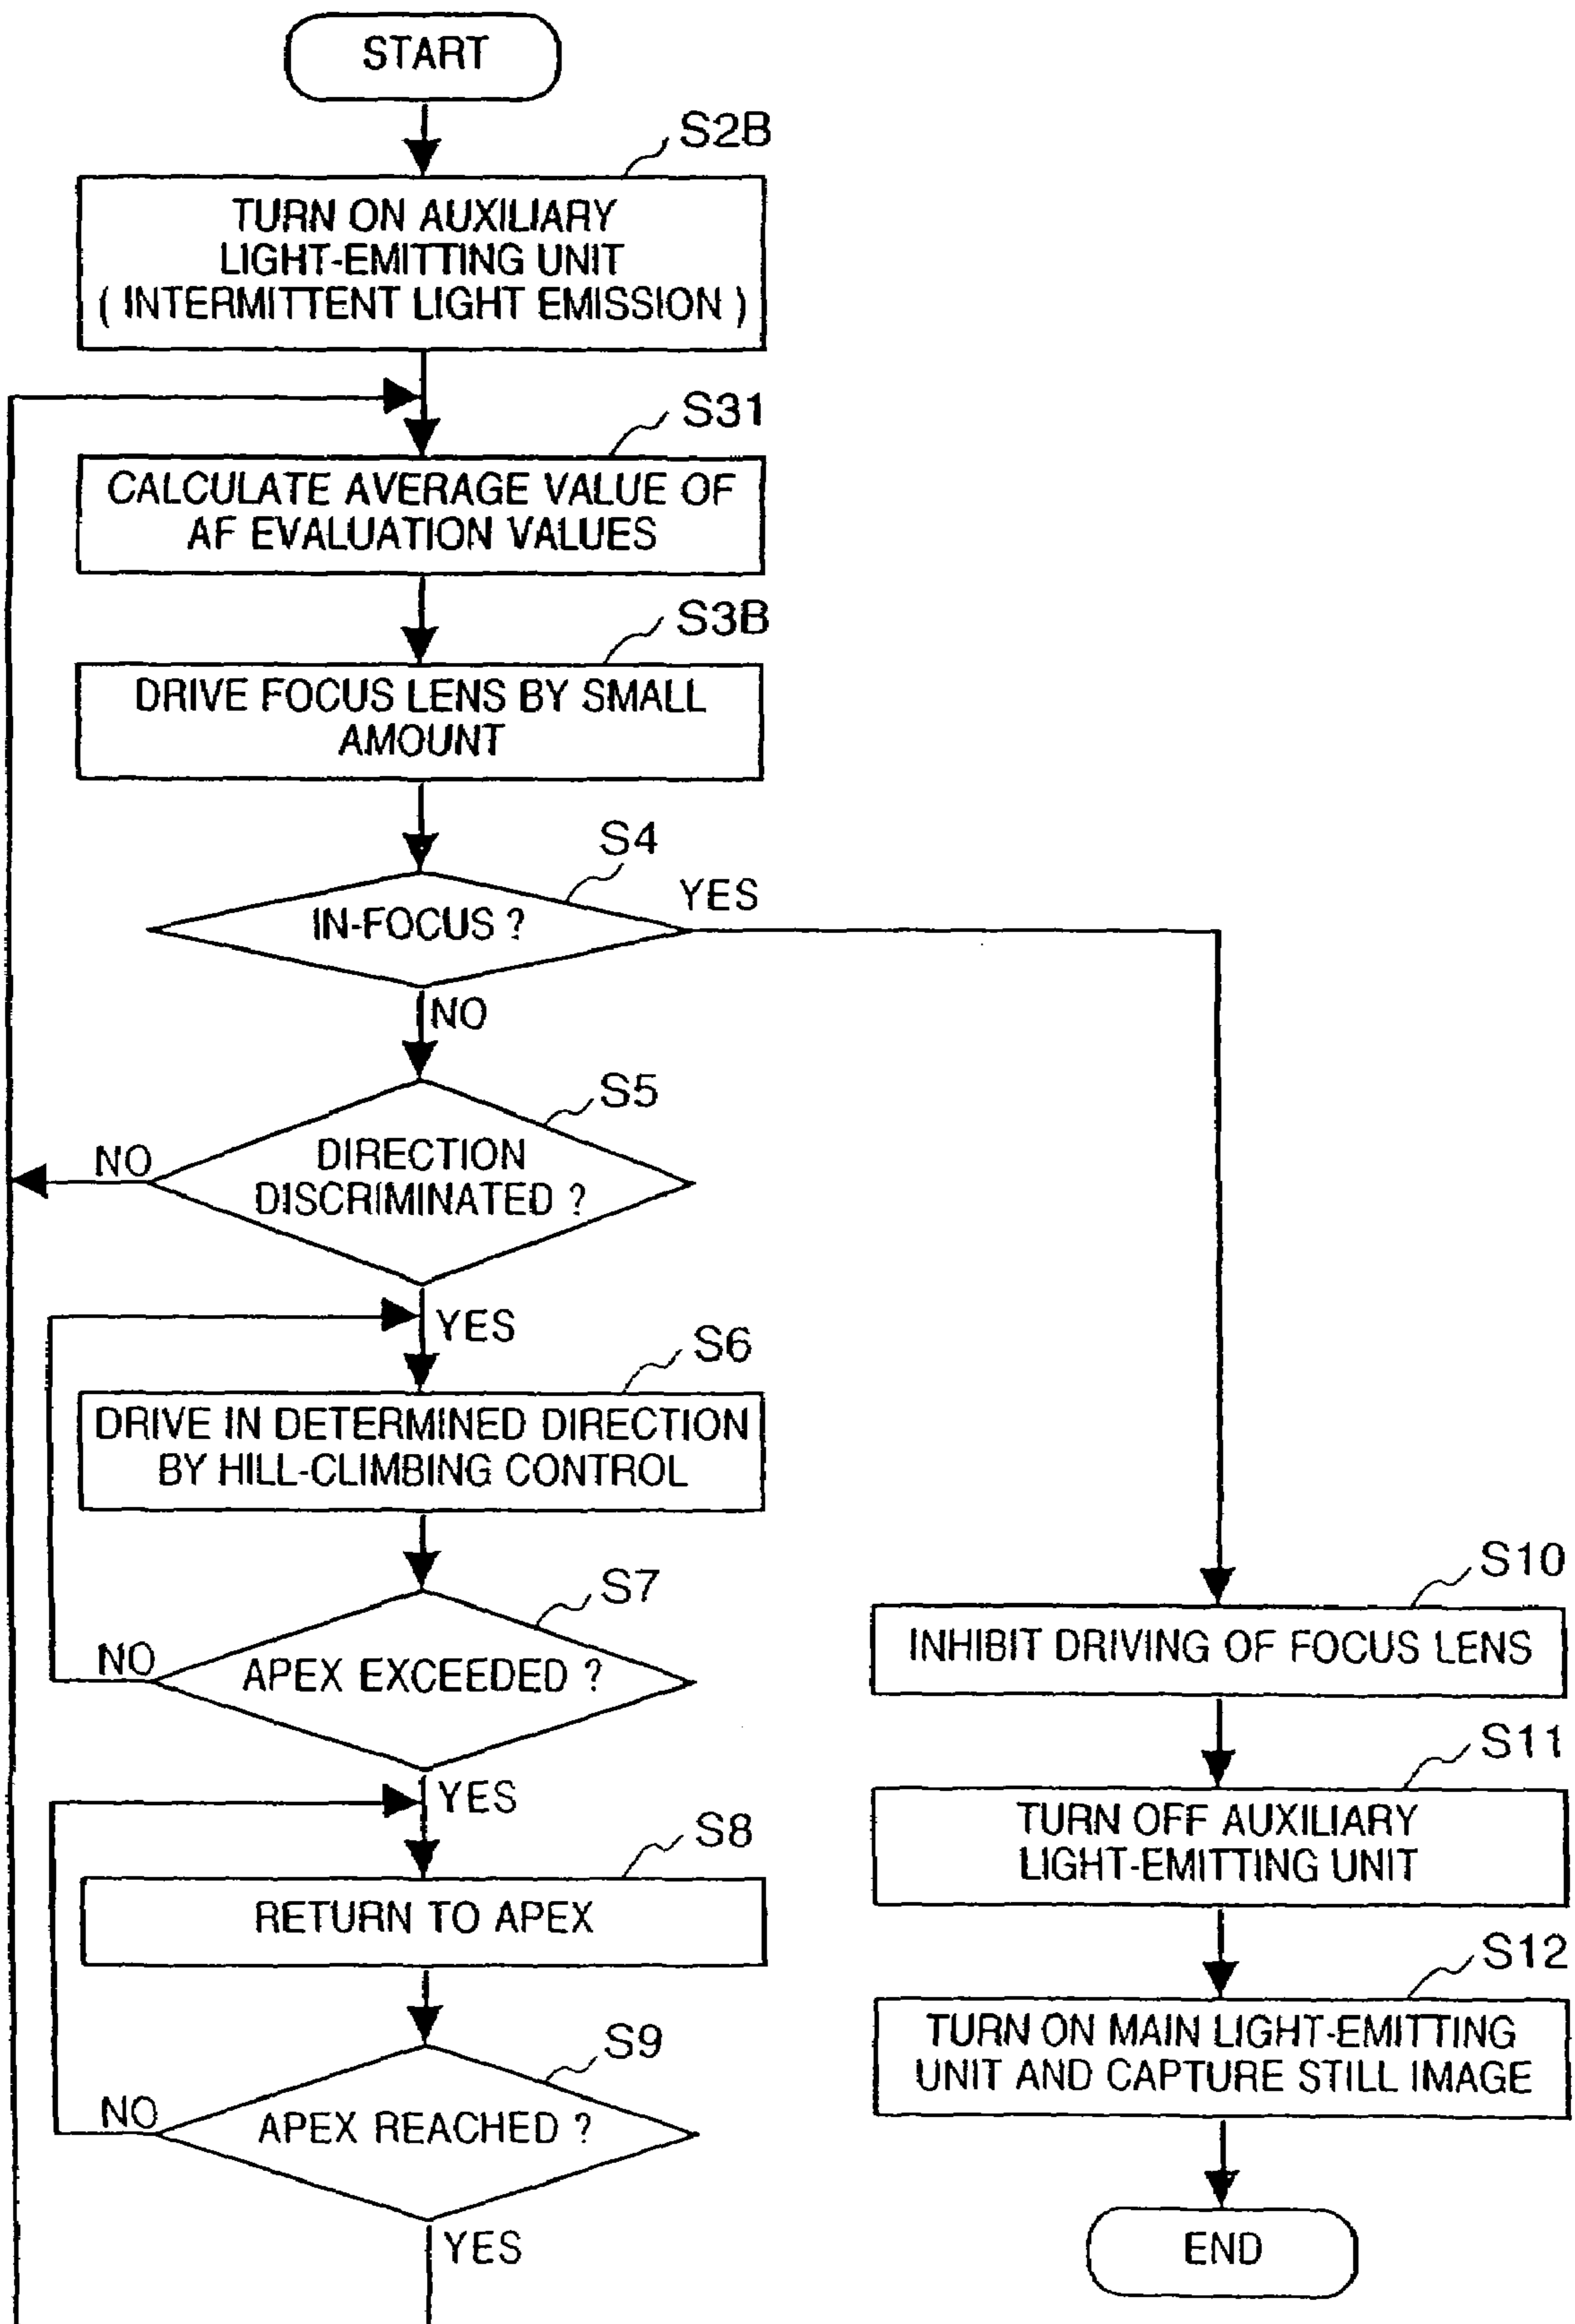 START
S2B
TURN ON AUXILIARY
LIGHT-EMITTING UNIT
( INTERMITTENT LIGHT EMISSION )
S31
CALCULATE AVERAGE VALUE OF
AF EVALUATION VALUES
S3B
DRIVE FOCUS LENS BY SMALL
AMOUNT
S4
IN-FOCUS ?
YES
NO
S5
DIRECTION
DISCRIMINATED ?
NO
YES
S6
DRIVE IN DETERMINED DIRECTION
BY HILL-CLIMBING CONTROL
S7
APEX EXCEEDED ?
NO
YES
S8
RETURN TO APEX
S9
APEX REACHED ?
NO
YES
S10
INHIBIT DRIVING OF FOCUS LENS
S11
TURN OFF AUXILIARY
LIGHT-EMITTING UNIT
S12
TURN ON MAIN LIGHT-EMITTING
UNIT AND CAPTURE STILL IMAGE
END